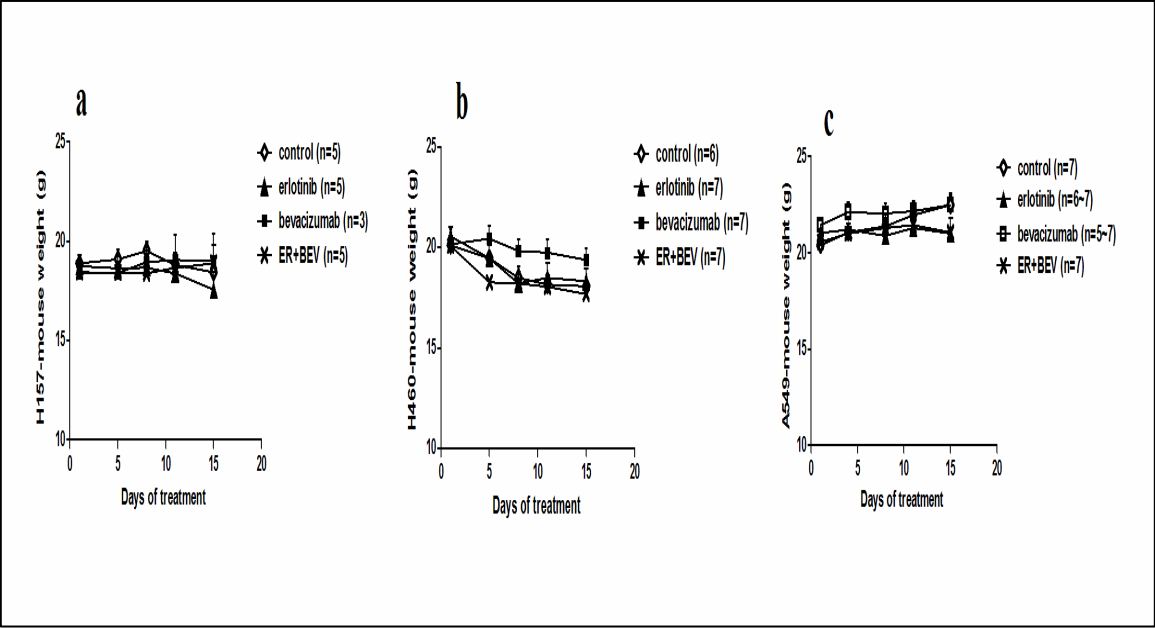 a
H157-mouse weight (g)
25
20
15
10
0 5 10 15 20
Days of treatment
control (n=5)
erlotinib (n=5)
bevacizumab (n=3)
ER+BEV (n=5)
b
H460-mouse weight (g)
25
20
15
10
0 5 10 15 20
Days of treatment
control (n=6)
erlotinib (n=7)
bevacizumab (n=7)
ER+BEV (n=7)
c
A549-mouse weight (g)
25
20
15
10
0 5 10 15 20
Days of treatment
control (n=7)
erlotinib (n=6~7)
bevacizumab (n=5~7)
ER+BEV (n=7)